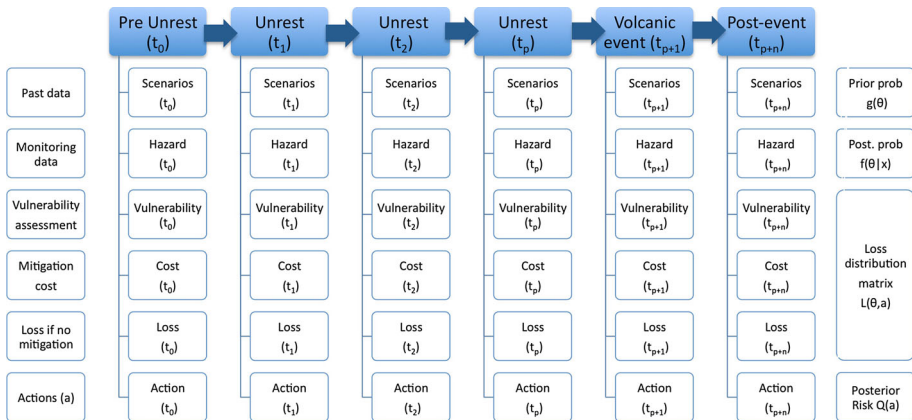 Pre Unrest
(t0)
Unrest
(t1)
Unrest
(t2)
Unrest
(tp)
Volcanic
event (tp+1)
Post-event
(tp+n)
Past data
Scenarios
(t0)
Scenarios
(t1)
Scenarios
(t2)
Scenarios
(tp)
Scenarios
(tp+1)
Scenarios
(tp+n)
Prior prob
g(θ)
Monitoring
data
Hazard
(t0)
Hazard
(t1)
Hazard
(t2)
Hazard
(tp)
Hazard
(tp+1)
Hazard
(tp+n)
Post. prob
f(θ|x)
Vulnerability
assessment
Vulnerability
(t0)
Vulnerability
(t1)
Vulnerability
(t2)
Vulnerability
(tp)
Vulnerability
(tp+1)
Vulnerability
(tp+n)
Mitigation
cost
Cost
(t0)
Cost
(t1)
Cost
(t2)
Cost
(tp)
Cost
(tp+1)
Cost
(tp+n)
Loss
distribution
matrix
L(θ,a)
Loss if no
mitigation
Loss
(t0)
Loss
(t1)
Loss
(t2)
Loss
(tp)
Loss
(tp+1)
Loss
(tp+n)
Actions (a)
Action
(t0)
Action
(t1)
Action
(t2)
Action
(tp)
Action
(tp+1)
Action
(tp+n)
Posterior
Risk Q(a)